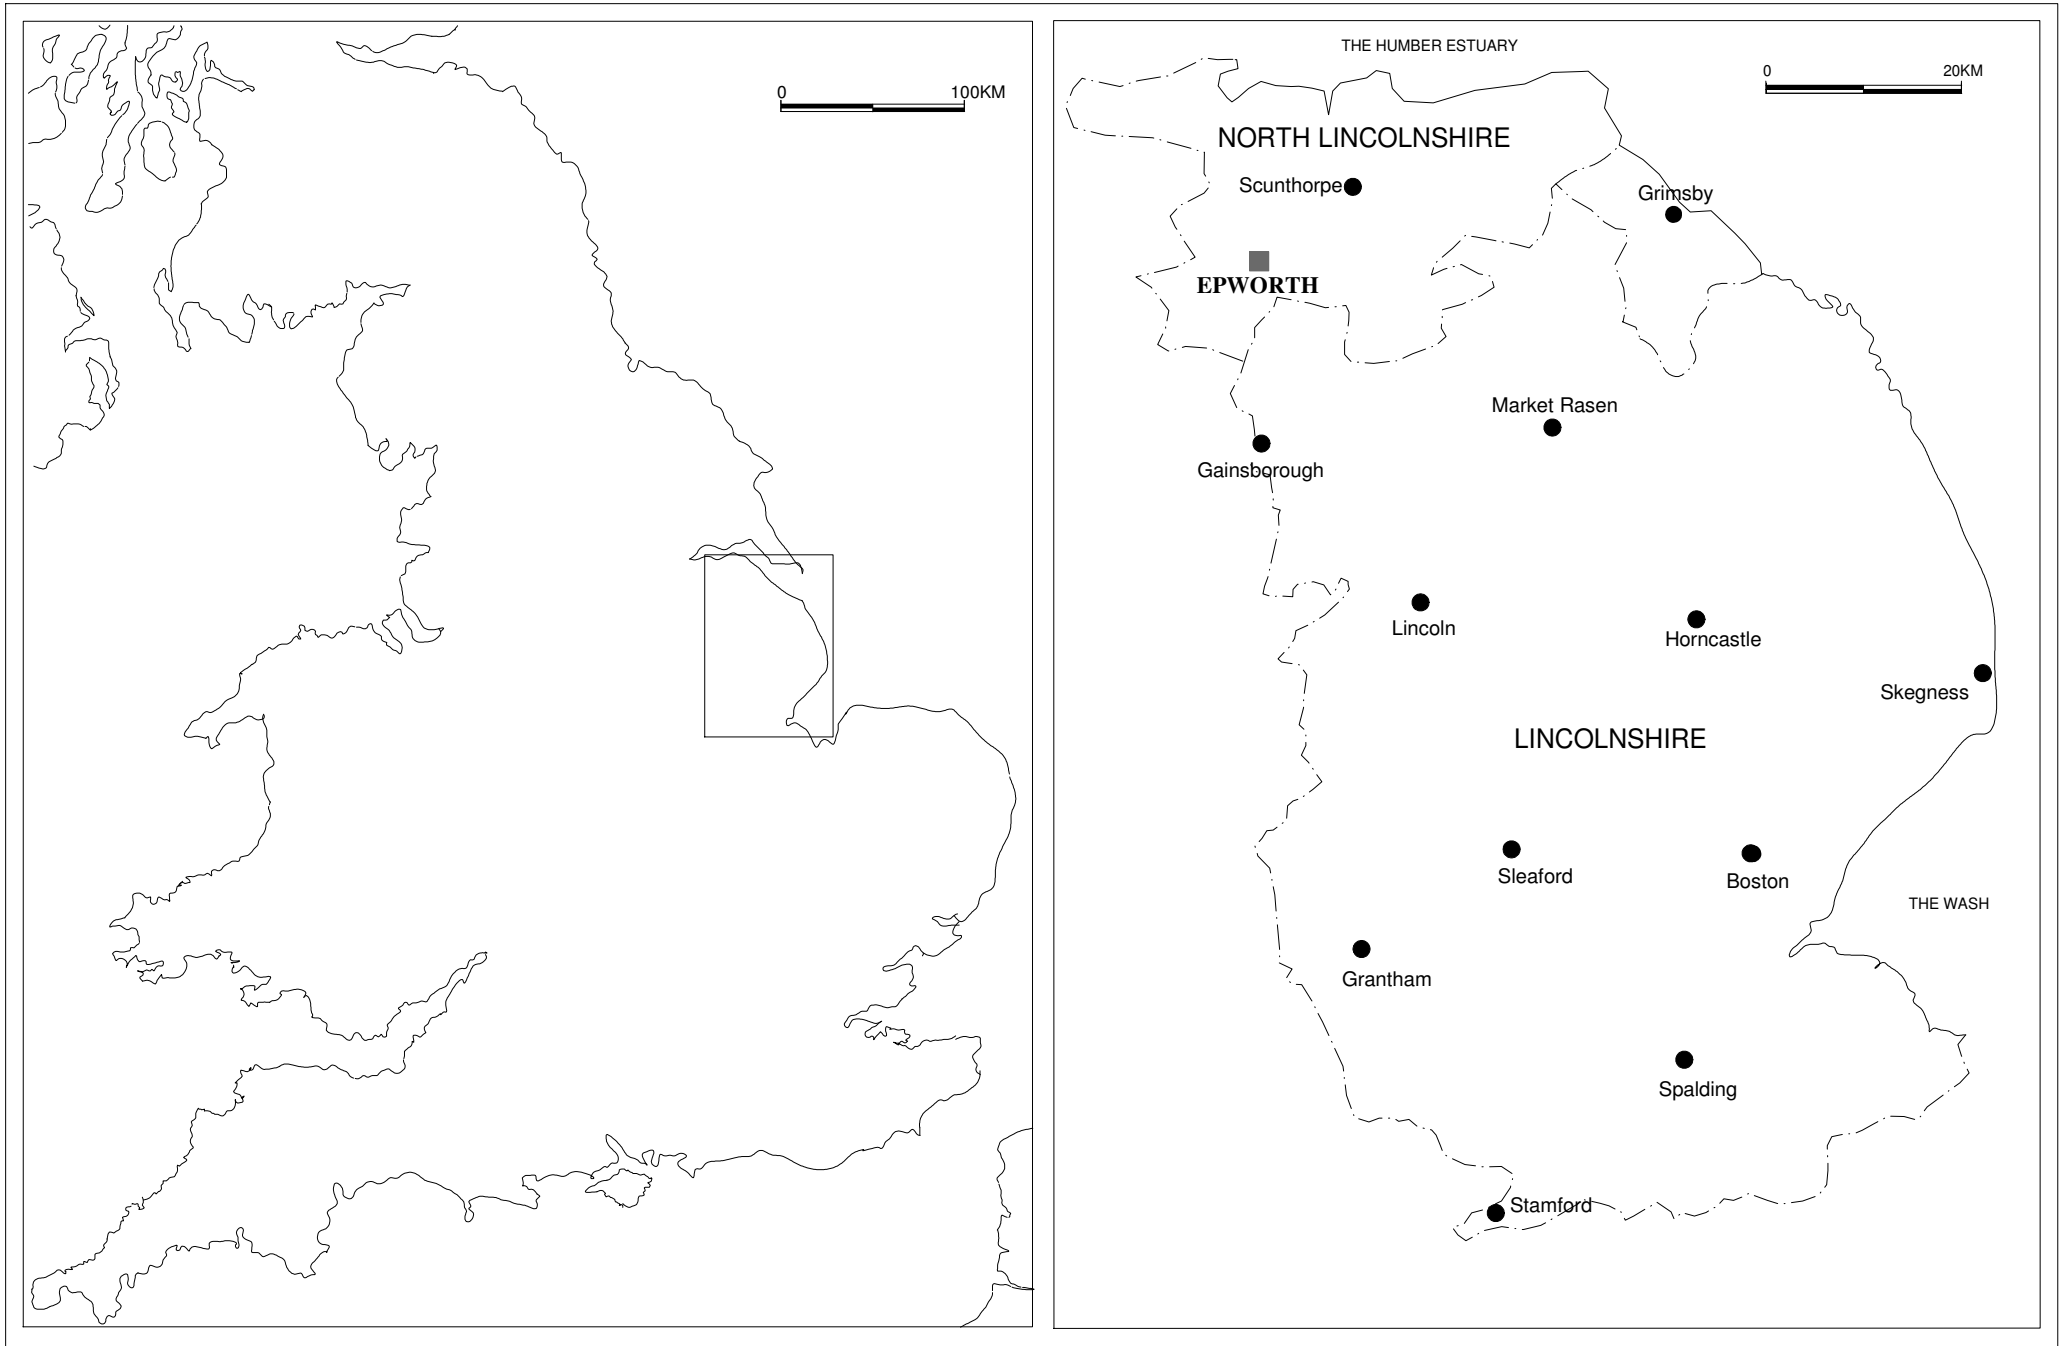 0 100KM
THE HUMBER ESTUARY
0 20KM
NORTH LINCOLNSHIRE
Scunthorpe
Grimsby
EPWORTH
Market Rasen
Gainsborough
Lincoln
Horncastle
Skegness
LINCOLNSHIRE
Sleaford
Boston
THE WASH
Grantham
Spalding
Stamford